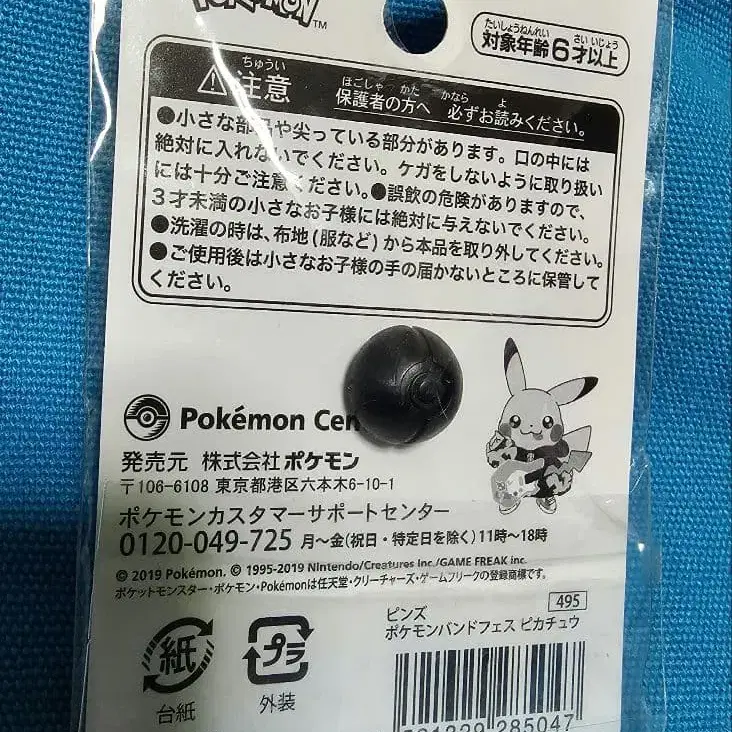 POKÉMON
TM
たいしょうねんれい さい いじょう
対象年齢6才以上
ちゅうい
注意
ほごしゃ かた かなら よ
保護者の方へ 必ずお読みください。
●小さな部品や尖っている部分があります。口の中には
絶対に入れないでください。ケガをしないように取り扱い
には十分ご注意ください。●誤飲の危険がありますので、
3才未満の小さなお子様には絶対に与えないでください。
●洗濯の時は、布地(服など)から本品を取り外してください。
●ご使用後は小さなお子様の手の届かないところに保管して
ください。
Pokémon Cen
発売元 株式会社ポケモン
〒106-6108 東京都港区六本木6-10-1
ポケモンカスタマーサポートセンター
0120-049-725 月〜金(祝日・特定日を除く)11時〜18時
© 2019 Pokémon. © 1995-2019 Nintendo/Creatures Inc./GAME FREAK inc.
ポケットモンスター・ポケモン・Pokémonは任天堂・クリーチャーズ・ゲームフリークの登録商標です。
紙
台紙
プラ
外装
ピンズ
495
ポケモンバンドフェス ピカチュウ
285047